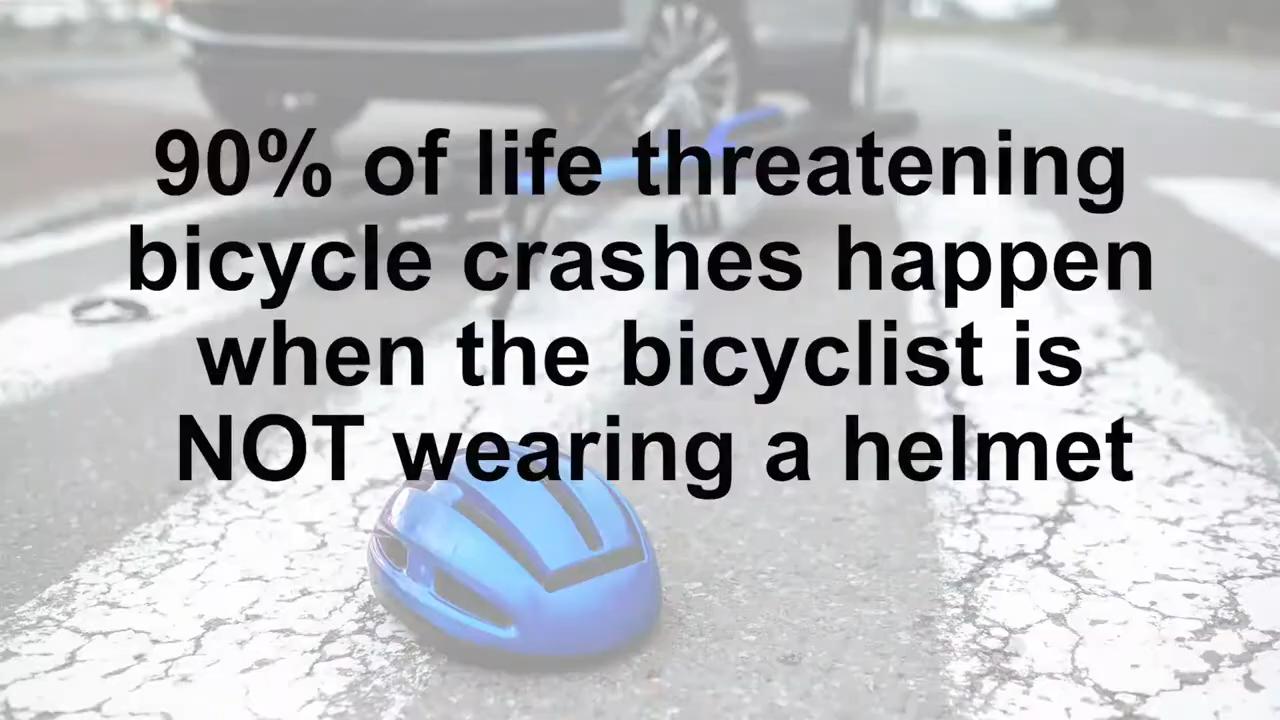 90% of life threatening
bicycle crashes happen
when the bicyclist is
NOT wearing a helmet